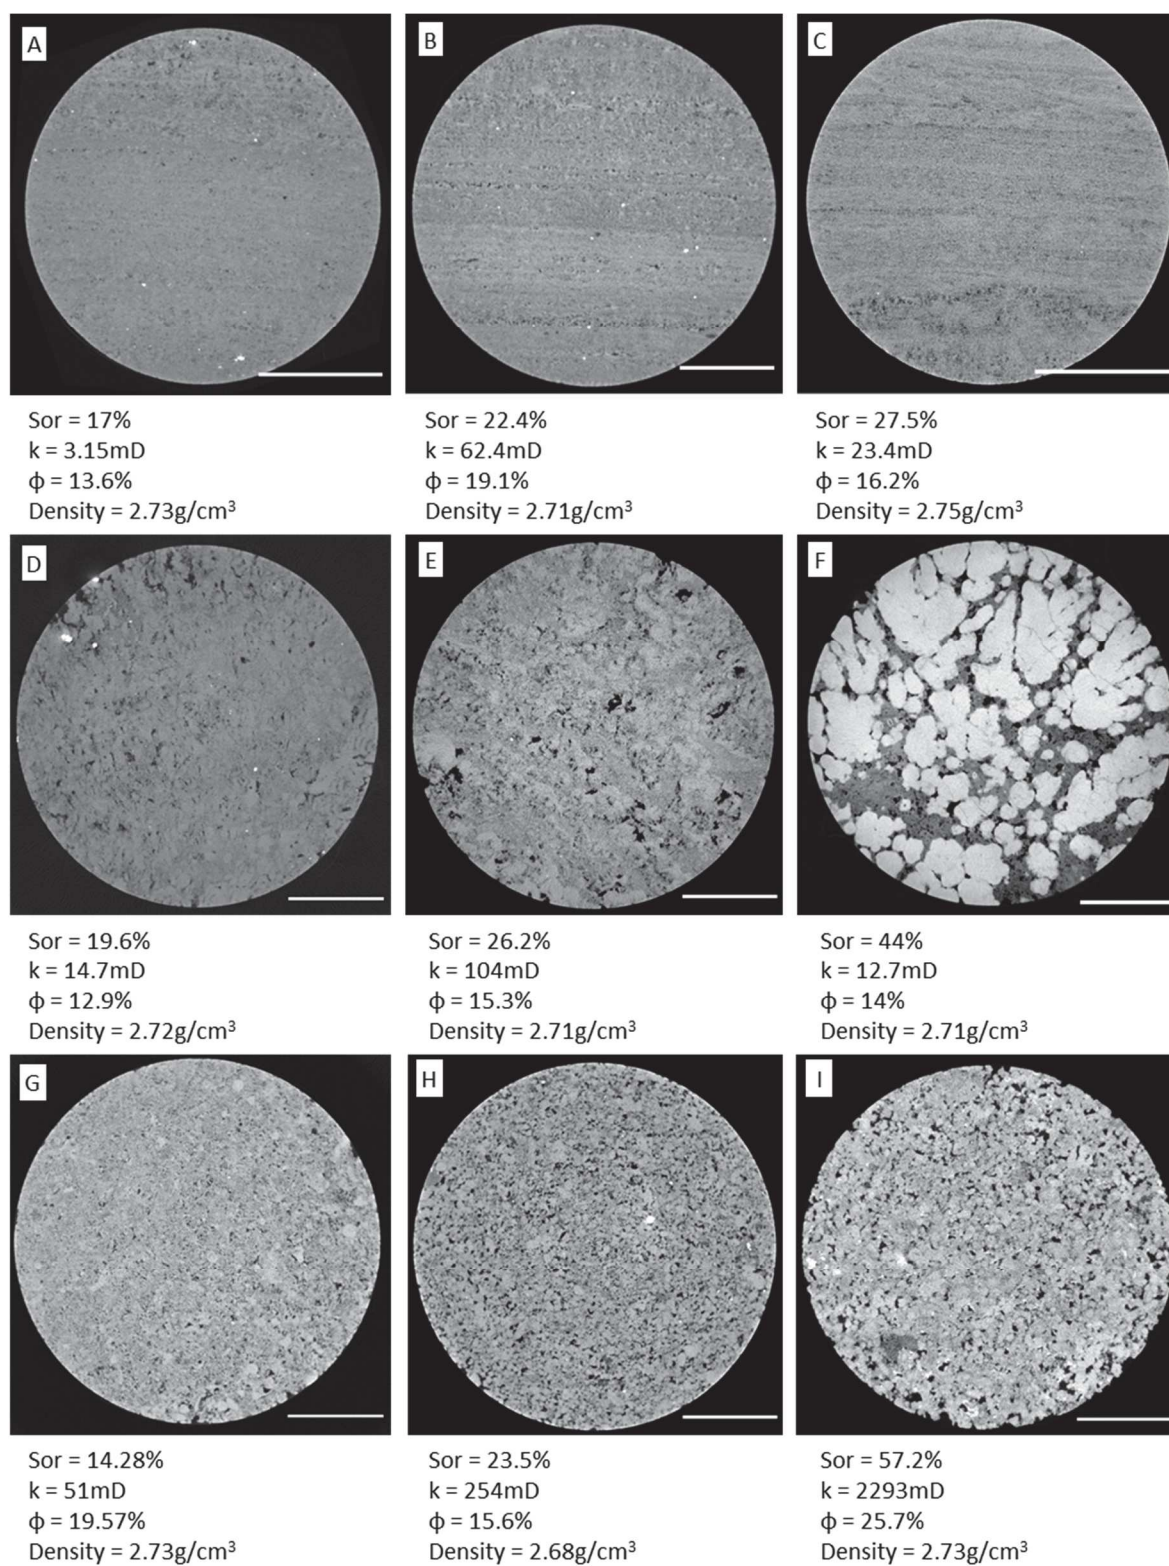 A
B
C
Sor = 17%
k = 3.15mD
ϕ = 13.6%
Density = 2.73g/cm³
Sor = 22.4%
k = 62.4mD
ϕ = 19.1%
Density = 2.71g/cm³
Sor = 27.5%
k = 23.4mD
ϕ = 16.2%
Density = 2.75g/cm³
D
E
F
Sor = 19.6%
k = 14.7mD
ϕ = 12.9%
Density = 2.72g/cm³
Sor = 26.2%
k = 104mD
ϕ = 15.3%
Density = 2.71g/cm³
Sor = 44%
k = 12.7mD
ϕ = 14%
Density = 2.71g/cm³
G
H
I
Sor = 14.28%
k = 51mD
ϕ = 19.57%
Density = 2.73g/cm³
Sor = 23.5%
k = 254mD
ϕ = 15.6%
Density = 2.68g/cm³
Sor = 57.2%
k = 2293mD
ϕ = 25.7%
Density = 2.73g/cm³